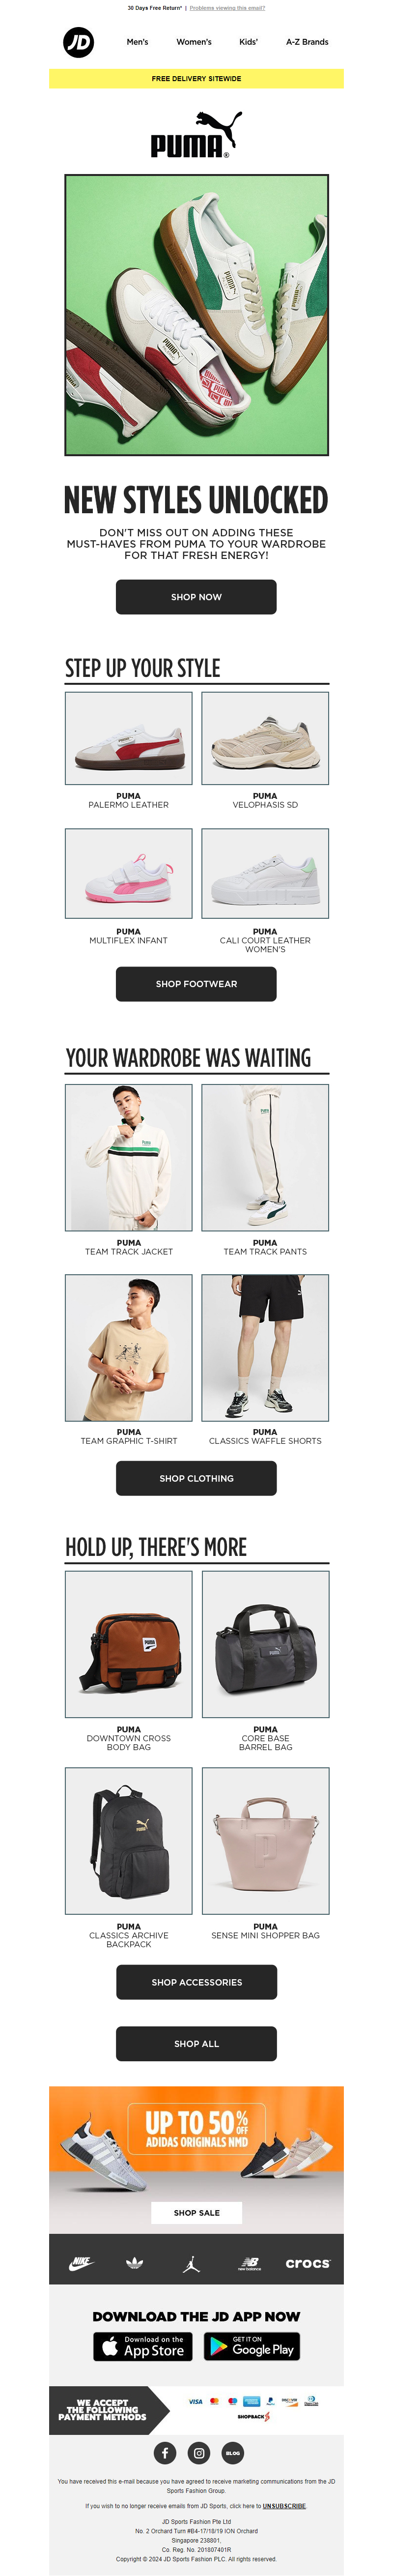 30 Days Free Return* | Problems viewing this email?
JD
Men's Women's Kids' A-Z Brands
FREE DELIVERY SITEWIDE
PUMA®
NEW STYLES UNLOCKED
DON'T MISS OUT ON ADDING THESE
MUST-HAVES FROM PUMA TO YOUR WARDROBE
FOR THAT FRESH ENERGY!
SHOP NOW
STEP UP YOUR STYLE
PUMA
PALERMO LEATHER
PUMA
VELOPHASIS SD
PUMA
MULTIFLEX INFANT
PUMA
CALI COURT LEATHER
WOMEN'S
SHOP FOOTWEAR
YOUR WARDROBE WAS WAITING
PUMA
TEAM TRACK JACKET
PUMA
TEAM TRACK PANTS
PUMA
TEAM GRAPHIC T-SHIRT
PUMA
CLASSICS WAFFLE SHORTS
SHOP CLOTHING
HOLD UP, THERE'S MORE
PUMA
DOWNTOWN CROSS
BODY BAG
PUMA
CORE BASE
BARREL BAG
PUMA
CLASSICS ARCHIVE
BACKPACK
PUMA
SENSE MINI SHOPPER BAG
SHOP ACCESSORIES
SHOP ALL
UP TO 50% OFF
ADIDAS ORIGINALS NMD
SHOP SALE
NIKE
new balance
crocs
DOWNLOAD THE JD APP NOW
Download on the
App Store
GET IT ON
Google Play
WE ACCEPT
THE FOLLOWING
PAYMENT METHODS
VISA
PayPal
DISCOVER
SHOPBACK
BLOG
You have received this email because you have agreed to receive marketing communications from the JD
Sports Fashion Group.
If you wish to no longer receive emails from JD Sports, click here to UNSUBSCRIBE.
JD Sports Fashion Pte Ltd
No. 2 Orchard Turn #B4-17/18/19 ION Orchard
Singapore 238801,
Co. Reg. No. 201807401R
Copyright © 2024 JD Sports Fashion PLC. All rights reserved.